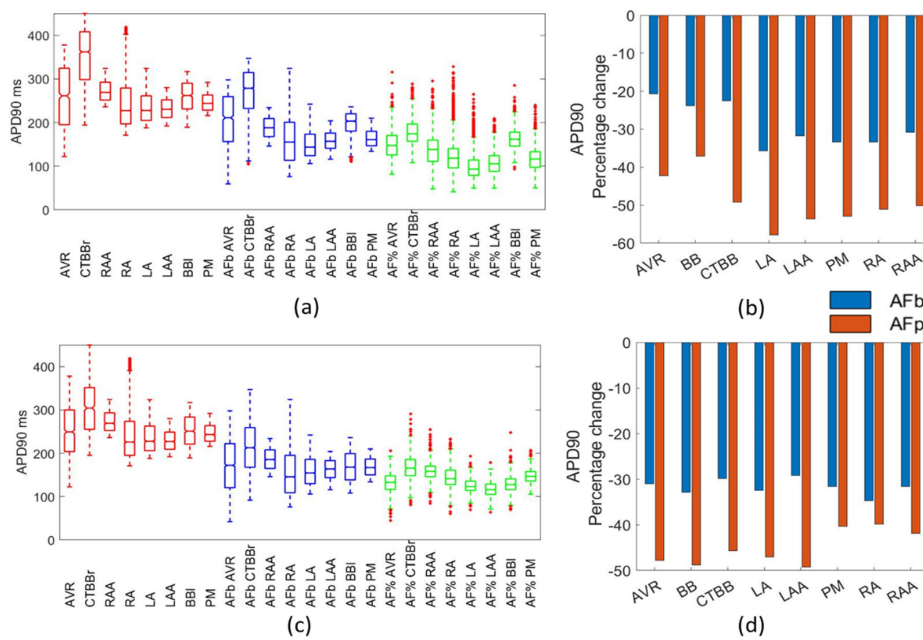 (a)
APD90 ms
400
300
200
100
0
AVR
CTBBr
RAA
RA
LA
LAA
BBI
PM
AFb AVR
AFb CTBBr
AFb RAA
AFb RA
AFb LA
AFb LAA
AFb BBI
AFb PM
AF% AVR
AF% CTBBr
AF% RAA
AF% RA
AF% LA
AF% LAA
AF% BBI
AF% PM
(b)
APD90
Percentage change
0
-10
-20
-30
-40
-50
-60
AVR
BB
CTBB
LA
LAA
PM
RA
RAA
AFb
AFp
(c)
APD90 ms
400
300
200
100
0
AVR
CTBBr
RAA
RA
LA
LAA
BBI
PM
AFb AVR
AFb CTBBr
AFb RAA
AFb RA
AFb LA
AFb LAA
AFb BBI
AFb PM
AF% AVR
AF% CTBBr
AF% RAA
AF% RA
AF% LA
AF% LAA
AF% BBI
AF% PM
(d)
APD90
Percentage change
0
-10
-20
-30
-40
-50
AVR
BB
CTBB
LA
LAA
PM
RA
RAA